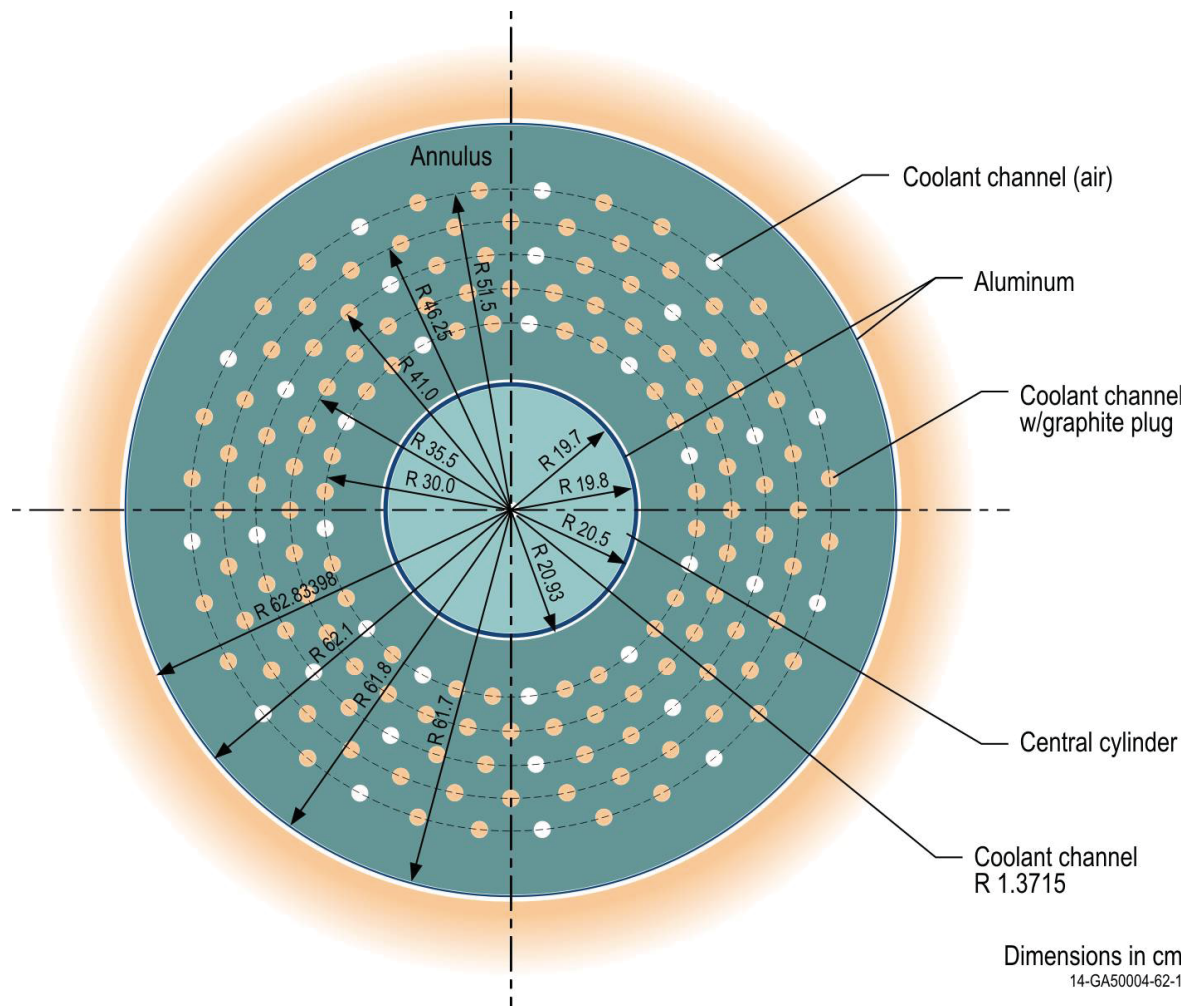 Annulus
Coolant channel (air)
Aluminum
Coolant channel
w/graphite plug
R 51.5
R 46.25
R 41.0
R 35.5
R 30.0
R 19.7
R 19.8
R 20.5
R 20.93
R 62.83398
R 62.1
R 61.8
R 61.7
Central cylinder
Coolant channel
R 1.3715
Dimensions in cm
14-GA50004-62-1